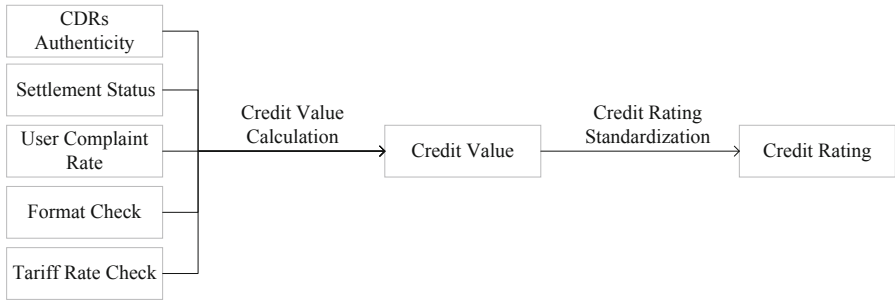 CDRs
Authenticity
Settlement Status
User Complaint
Rate
Format Check
Tariff Rate Check
Credit Value
Calculation
Credit Value
Credit Rating
Standardization
Credit Rating